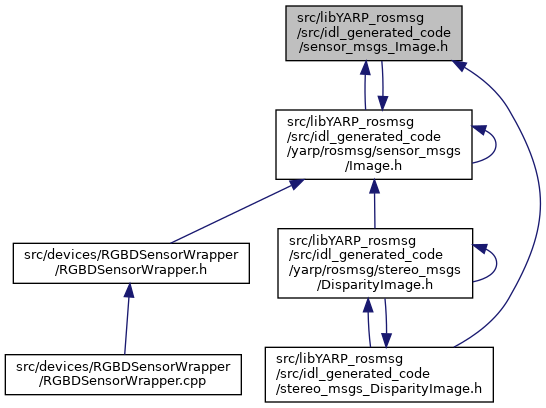 src/libYARP_rosmsg
/src/idl_generated_code
/sensor_msgs_Image.h
src/libYARP_rosmsg
/src/idl_generated_code
/yarp/rosmsg/sensor_msgs
/Image.h
src/devices/RGBDSensorWrapper
/RGBDSensorWrapper.h
src/libYARP_rosmsg
/src/idl_generated_code
/yarp/rosmsg/stereo_msgs
/DisparityImage.h
src/devices/RGBDSensorWrapper
/RGBDSensorWrapper.cpp
src/libYARP_rosmsg
/src/idl_generated_code
/stereo_msgs_DisparityImage.h